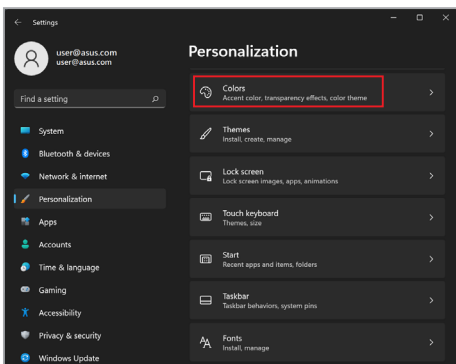 Settings
user@asus.com
user@asus.com
Find a setting
System
Bluetooth & devices
Network & internet
Personalization
Apps
Accounts
Time & language
Gaming
Accessibility
Privacy & security
Windows Update
Personalization
Colors
Accent color, transparency effects, color theme
Themes
Install, create, manage
Lock screen
Lock screen images, apps, animations
Touch keyboard
Themes, size
Start
Recent apps and items, folders
Taskbar
Taskbar behaviors, system pins
Fonts
Install, manage